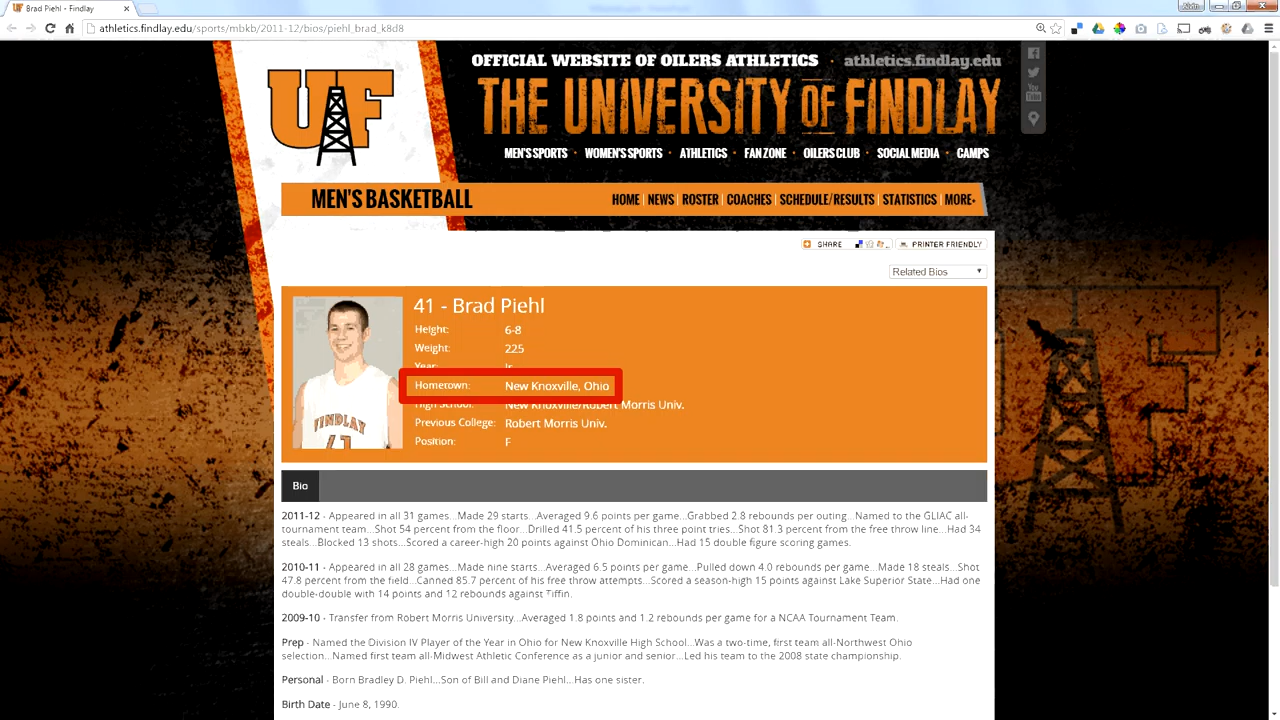 Brad Piehl - Findlay
athletics.findlay.edu/sports/mbkb/2011-12/bios/piehl_brad_k8d8
OFFICIAL WEBSITE OF OILERS ATHLETICS • athletics.findlay.edu
UF
THE UNIVERSITY OF FINDLAY
You Tube
MEN'S SPORTS • WOMEN'S SPORTS • ATHLETICS • FAN ZONE • OILERS CLUB • SOCIAL MEDIA • CAMPS
MEN'S BASKETBALL
HOME | NEWS | ROSTER | COACHES | SCHEDULE/RESULTS | STATISTICS | MORE+
SHARE
PRINTER FRIENDLY
Related Bios
41 - Brad Piehl
Height: 6-8
Weight: 225
Year: Jr.
Hometown: New Knoxville, Ohio
High School: New Knoxville/Robert Morris Univ.
Previous College: Robert Morris Univ.
Position: F
FINDLAY
41
Bio
2011-12 - Appeared in all 31 games...Made 29 starts...Averaged 9.6 points per game...Grabbed 2.8 rebounds per outing...Named to the GLIAC all-
tournament team...Shot 54 percent from the floor...Drilled 41.5 percent of his three point tries...Shot 81.3 percent from the free throw line...Had 34
steals...Blocked 13 shots...Scored a career-high 20 points against Ohio Dominican...Had 15 double figure scoring games.
2010-11 - Appeared in all 28 games...Made nine starts...Averaged 6.5 points per game...Pulled down 4.0 rebounds per game...Made 18 steals...Shot
47.8 percent from the field...Canned 85.7 percent of his free throw attempts...Scored a season-high 15 points against Lake Superior State...Had one
double-double with 14 points and 12 rebounds against Tiffin.
2009-10 - Transfer from Robert Morris University...Averaged 1.8 points and 1.2 rebounds per game for a NCAA Tournament Team.
Prep - Named the Division IV Player of the Year in Ohio for New Knoxville High School...Was a two-time, first team all-Northwest Ohio
selection...Named first team all-Midwest Athletic Conference as a junior and senior...Led his team to the 2008 state championship.
Personal - Born Bradley D. Piehl...Son of Bill and Diane Piehl...Has one sister.
Birth Date - June 8, 1990.